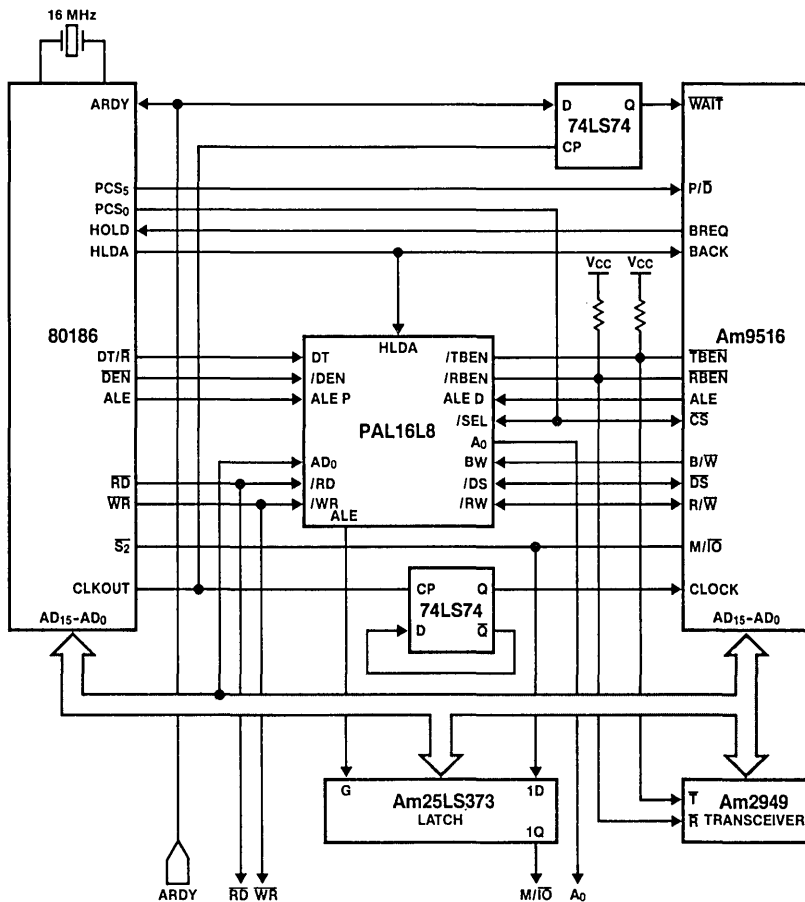 16 MHz
ARDY
D Q
74LS74
CP
WAIT
PCS5
P/D
PCS0
HOLD
BREQ
HLDA
BACK
VCC VCC
80186
Am9516
HLDA
DT/R
DT
/TBEN
TBEN
DEN
/DEN
/RBEN
RBEN
ALE
ALE P
ALE D
ALE
PAL16L8
/SEL
CS
A0
AD0
BW
B/W
RD
/RD
/DS
DS
WR
/WR
/RW
R/W
ALE
S2
M/IO
CLKOUT
CP Q
74LS74
D Q
CLOCK
AD15-AD0
AD15-AD0
G
Am25LS373
1D
LATCH
1Q
Am2949
T
R TRANSCEIVER
ARDY
RD WR
M/IO
A0